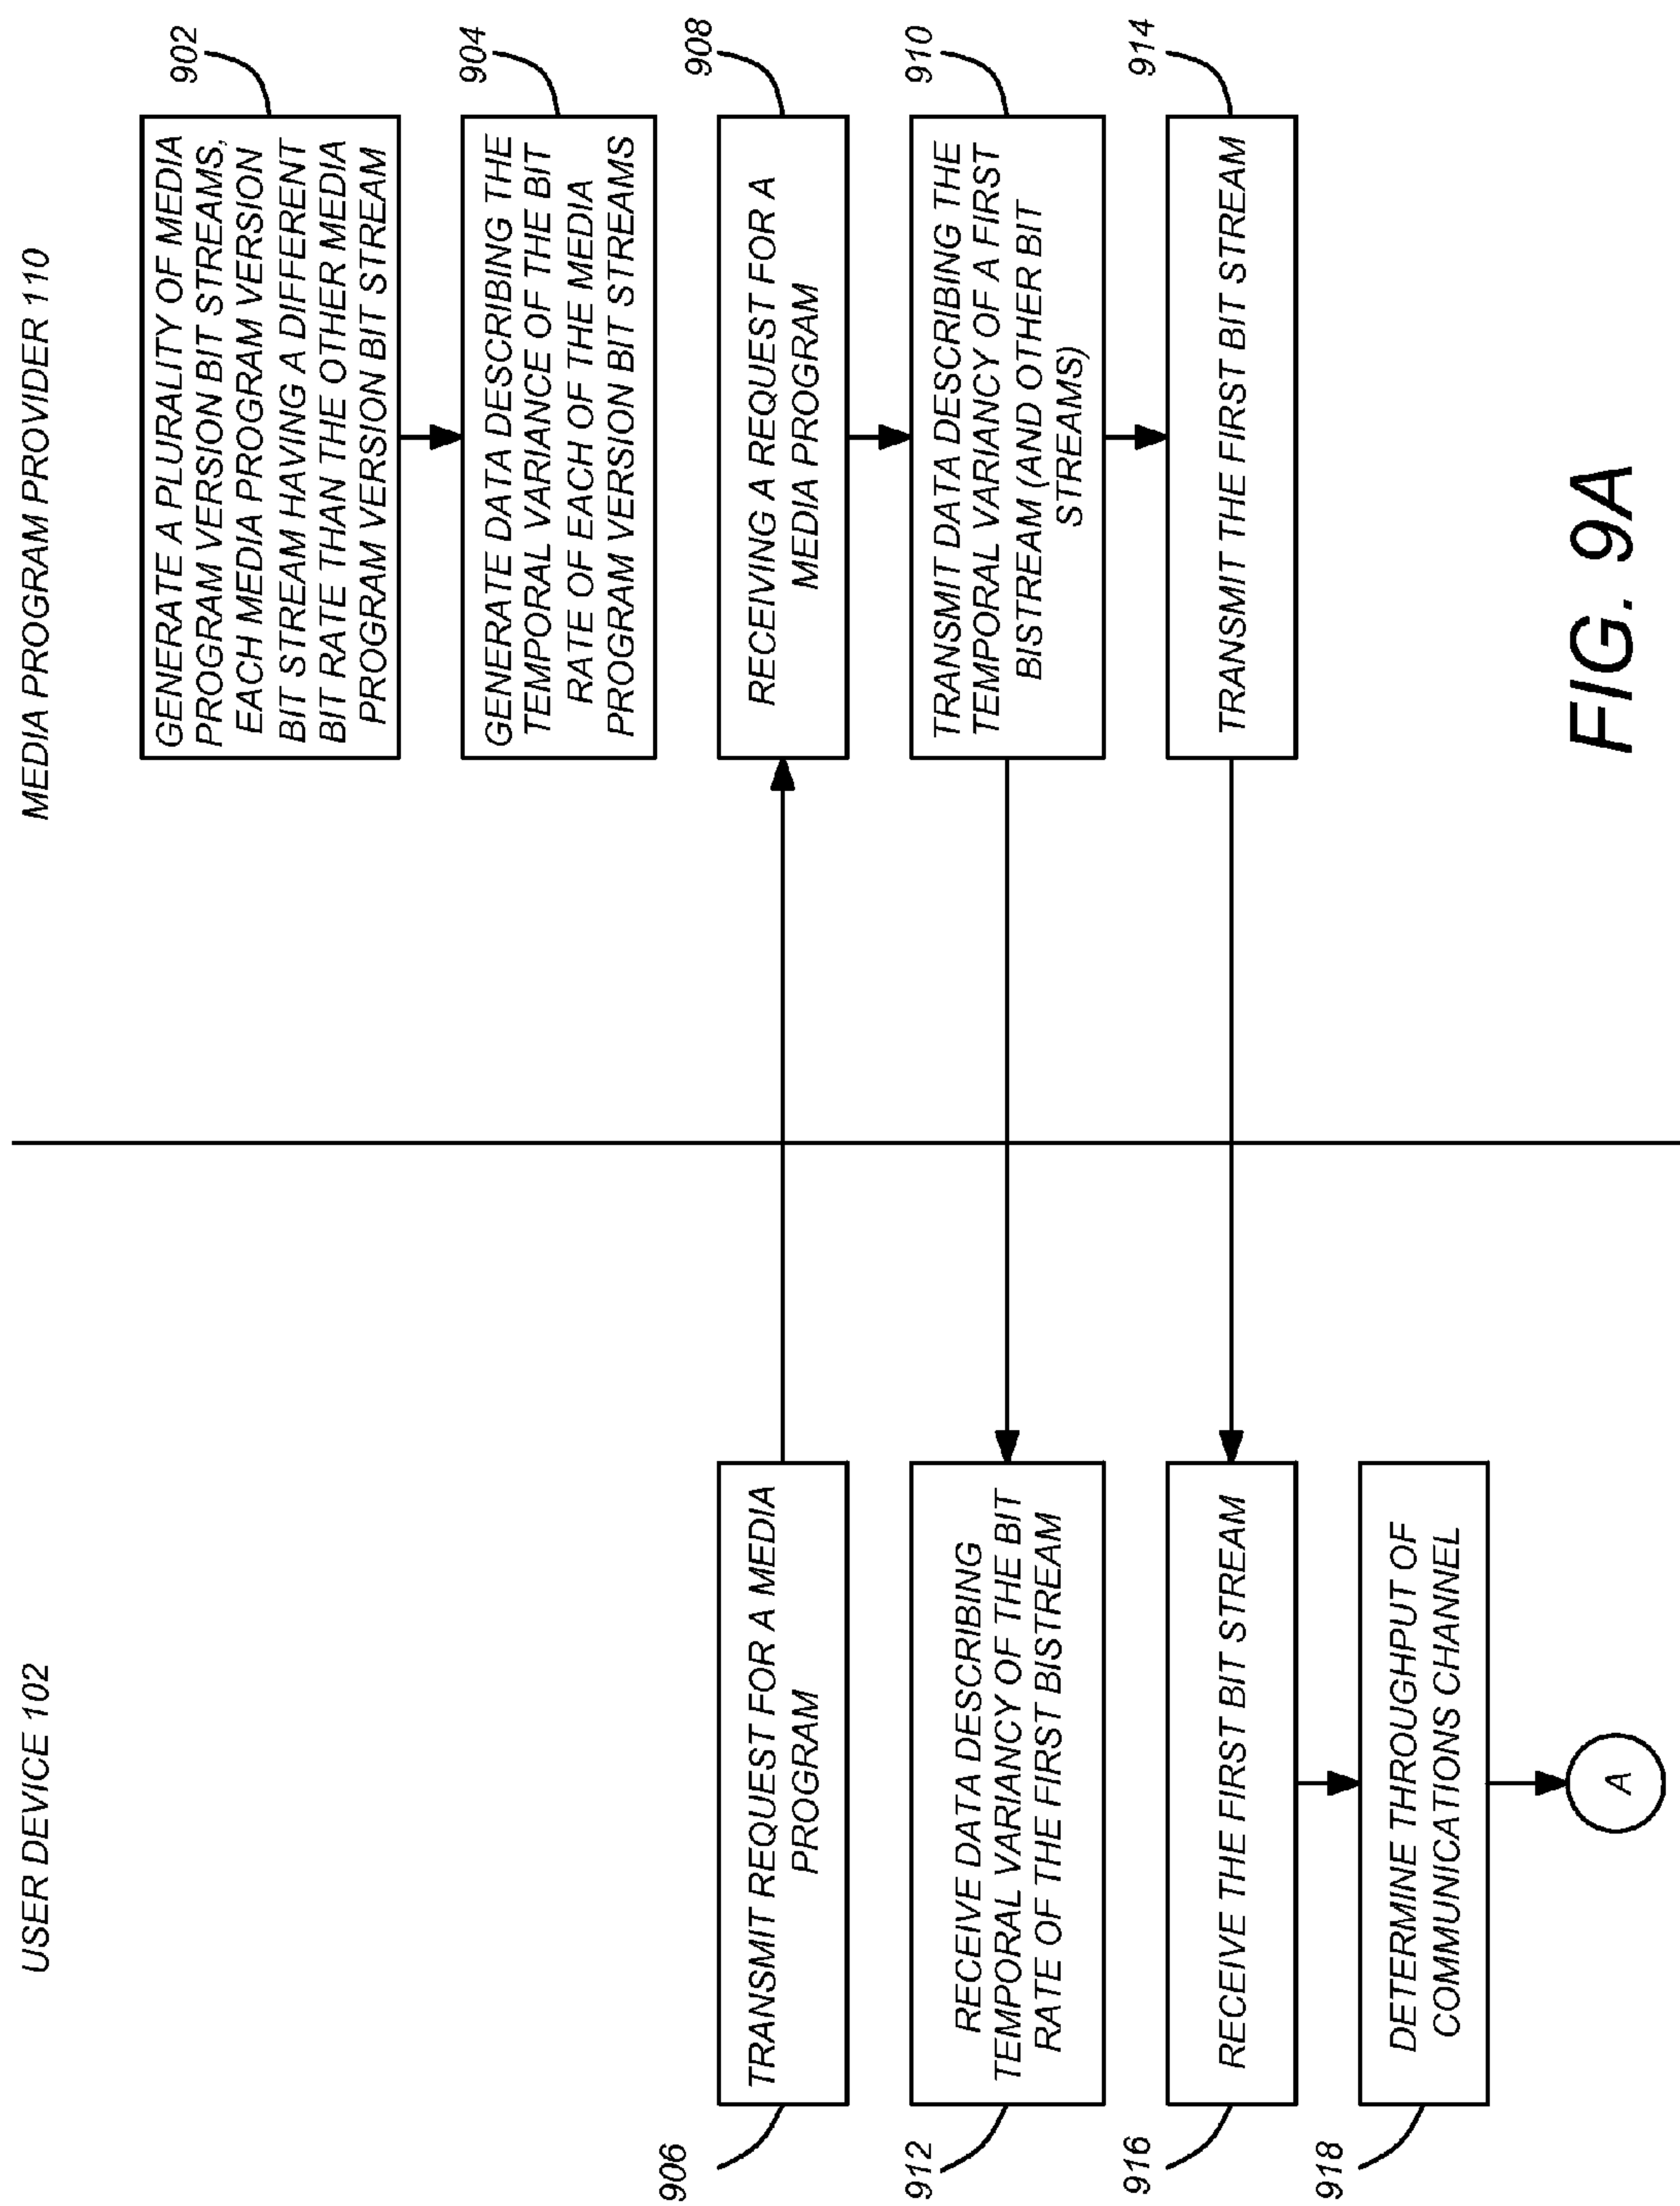 USER DEVICE 102
MEDIA PROGRAM PROVIDER 110
902
GENERATE A PLURALITY OF MEDIA
PROGRAM VERSION BIT STREAMS,
EACH MEDIA PROGRAM VERSION
BIT STREAM HAVING A DIFFERENT
BIT RATE THAN THE OTHER MEDIA
PROGRAM VERSION BIT STREAM
904
GENERATE DATA DESCRIBING THE
TEMPORAL VARIANCE OF THE BIT
RATE OF EACH OF THE MEDIA
PROGRAM VERSION BIT STREAMS
906
TRANSMIT REQUEST FOR A MEDIA
PROGRAM
908
RECEIVING A REQUEST FOR A
MEDIA PROGRAM
910
TRANSMIT DATA DESCRIBING THE
TEMPORAL VARIANCY OF A FIRST
BISTREAM (AND OTHER BIT
STREAMS)
912
RECEIVE DATA DESCRIBING
TEMPORAL VARIANCY OF THE BIT
RATE OF THE FIRST BISTREAM
914
TRANSMIT THE FIRST BIT STREAM
916
RECEIVE THE FIRST BIT STREAM
918
DETERMINE THROUGHPUT OF
COMMUNICATIONS CHANNEL
A
FIG. 9A